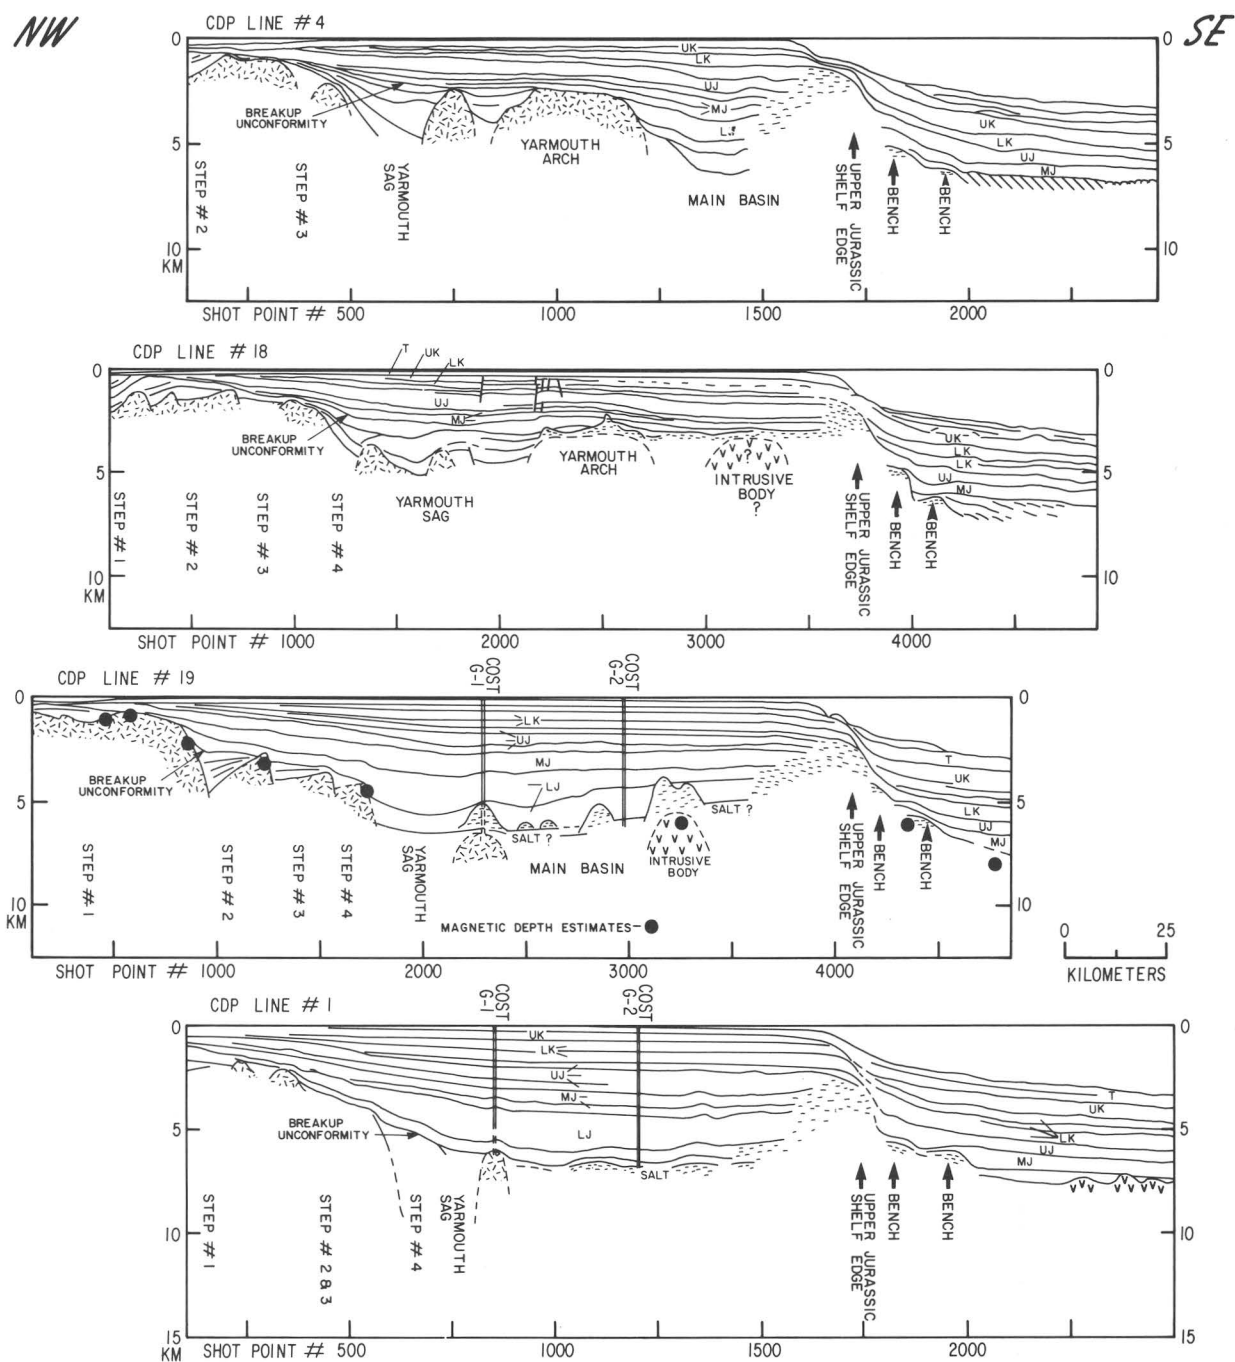 NW
SE
CDP LINE #4
0
5
10
KM
UK
LK
UJ
MJ
BREAKUP
UNCONFORMITY
YARMOUTH
ARCH
MAIN BASIN
STEP #2
STEP #3
YARMOUTH
SAG
UPPER JURASSIC
SHELF EDGE
BENCH
BENCH
UK
LK
UJ
MJ
0
5
10
SHOT POINT # 500
1000
1500
2000
CDP LINE #18
0
5
10
KM
T
UK
LK
UJ
MJ
BREAKUP
UNCONFORMITY
YARMOUTH
SAG
YARMOUTH
ARCH
?
INTRUSIVE
BODY
?
STEP #1
STEP #2
STEP #3
STEP #4
UPPER JURASSIC
SHELF EDGE
BENCH
BENCH
UK
LK
LK
UJ
MJ
0
5
10
SHOT POINT # 1000
2000
3000
4000
CDP LINE #19
COST
G-1
COST
G-2
0
5
10
KM
LK
UJ
MJ
LJ
BREAKUP
UNCONFORMITY
SALT ?
SALT ?
MAIN BASIN
INTRUSIVE
BODY
STEP #1
STEP #2
STEP #3
STEP #4
YARMOUTH
SAG
UPPER JURASSIC
SHELF EDGE
BENCH
BENCH
T
UK
LK
UJ
MJ
0
5
10
MAGNETIC DEPTH ESTIMATES-
SHOT POINT # 1000
2000
3000
4000
0
25
KILOMETERS
CDP LINE #1
COST
G-1
COST
G-2
0
5
10
15
KM
UK
LK
UJ
MJ
LJ
BREAKUP
UNCONFORMITY
SALT
STEP #1
STEP # 2 & 3
STEP #4
YARMOUTH
SAG
UPPER JURASSIC
SHELF EDGE
BENCH
BENCH
T
UK
LK
UJ
MJ
0
5
10
15
SHOT POINT # 500
1000
1500
2000